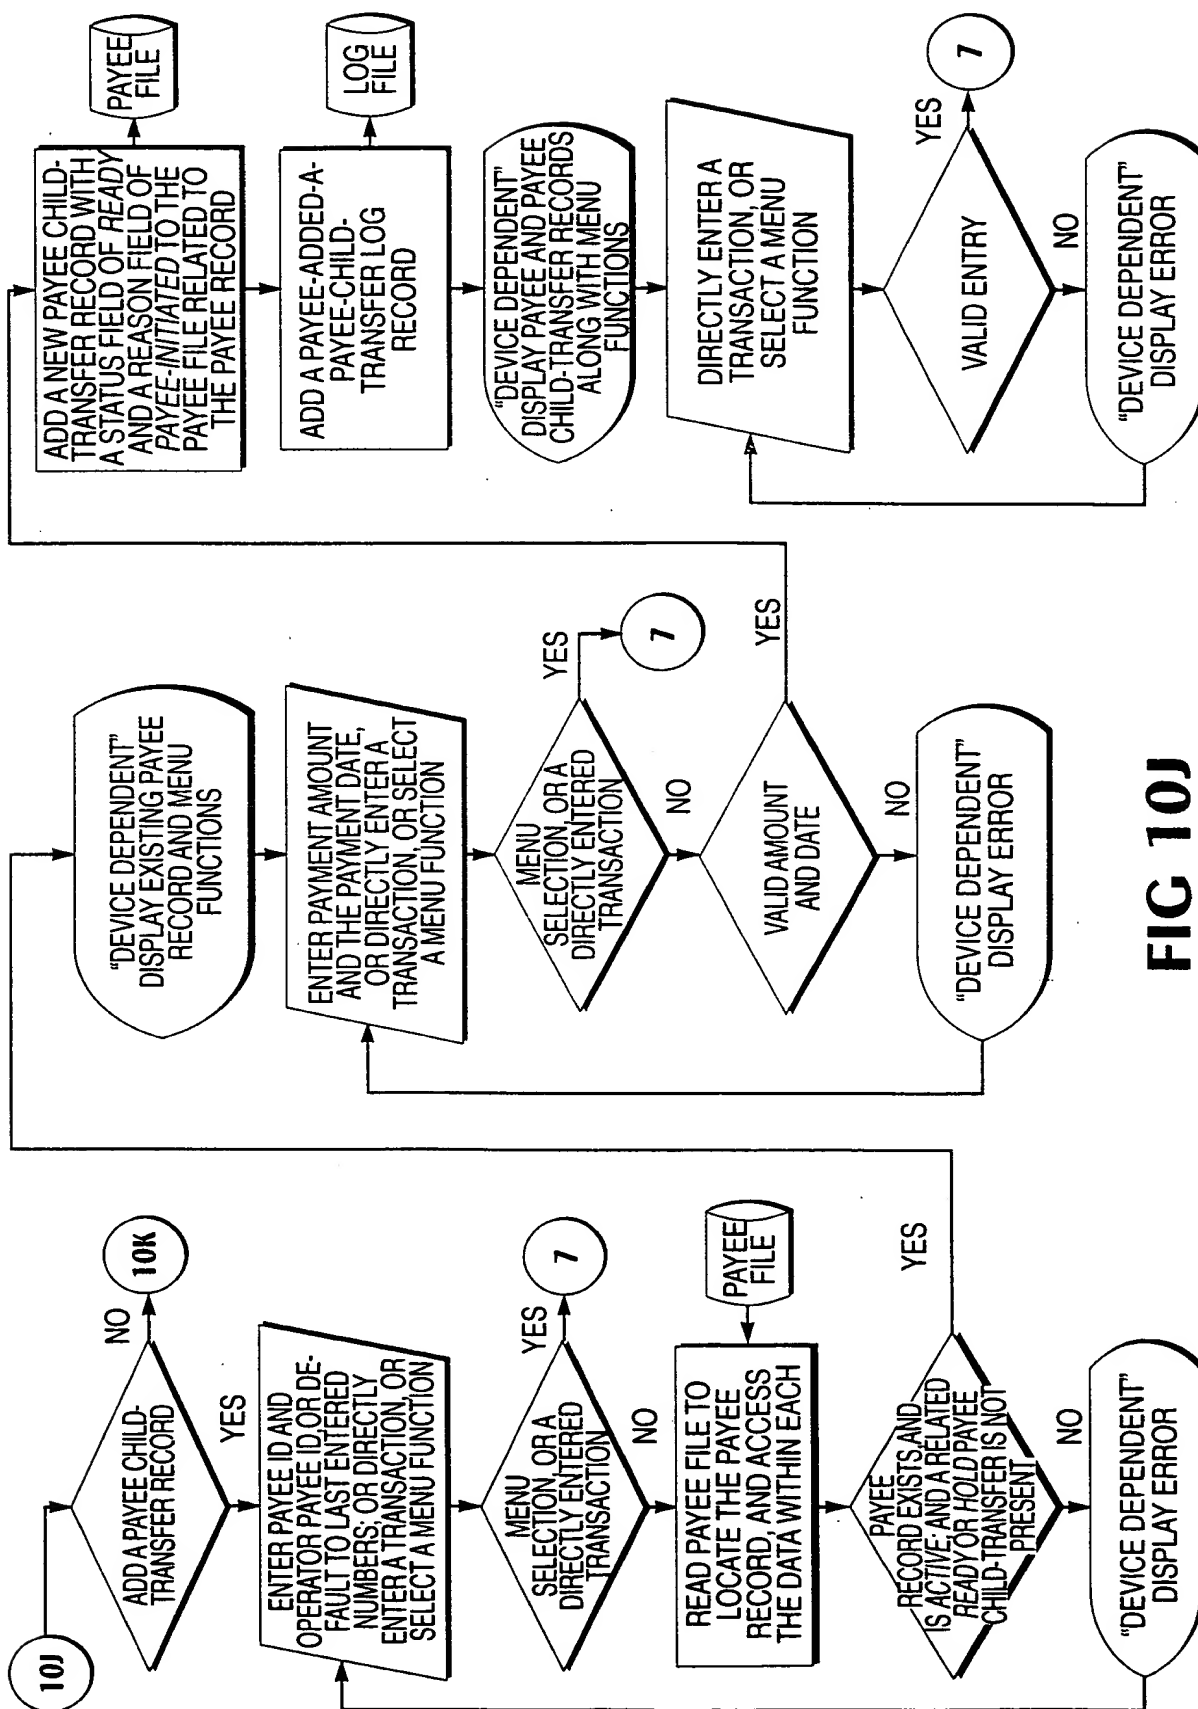 10J
ADD A PAYEE CHILD-
TRANSFER RECORD
NO
10K
YES
ENTER PAYEE ID AND
OPERATOR PAYEE ID, OR DE-
FAULT TO LAST ENTERED
NUMBERS; OR DIRECTLY
ENTER A TRANSACTION, OR
SELECT A MENU FUNCTION
MENU
SELECTION, OR A
DIRECTLY ENTERED
TRANSACTION
YES
7
NO
READ PAYEE FILE TO
LOCATE THE PAYEE
RECORD, AND ACCESS
THE DATA WITHIN EACH
PAYEE
FILE
PAYEE
RECORD EXISTS, AND
IS ACTIVE; AND A RELATED
READY OR HOLD PAYEE
CHILD-TRANSFER IS NOT
PRESENT
YES
NO
"DEVICE DEPENDENT"
DISPLAY ERROR
"DEVICE DEPENDENT"
DISPLAY EXISTING PAYEE
RECORD AND MENU
FUNCTIONS
ENTER PAYMENT AMOUNT
AND THE PAYMENT DATE,
OR DIRECTLY ENTER A
TRANSACTION, OR SELECT
A MENU FUNCTION
MENU
SELECTION, OR A
DIRECTLY ENTERED
TRANSACTION
YES
7
NO
VALID AMOUNT
AND DATE
YES
NO
"DEVICE DEPENDENT"
DISPLAY ERROR
ADD A NEW PAYEE CHILD-
TRANSFER RECORD WITH
A STATUS FIELD OF READY
AND A REASON FIELD OF
PAYEE-INITIATED TO THE
PAYEE FILE RELATED TO
THE PAYEE RECORD
PAYEE
FILE
ADD A PAYEE-ADDED-A-
PAYEE-CHILD-
TRANSFER LOG
RECORD
LOG
FILE
"DEVICE DEPENDENT"
DISPLAY PAYEE AND PAYEE
CHILD-TRANSFER RECORDS
ALONG WITH MENU
FUNCTIONS
DIRECTLY ENTER A
TRANSACTION, OR
SELECT A MENU
FUNCTION
VALID ENTRY
YES
7
NO
"DEVICE DEPENDENT"
DISPLAY ERROR
FIG 10J